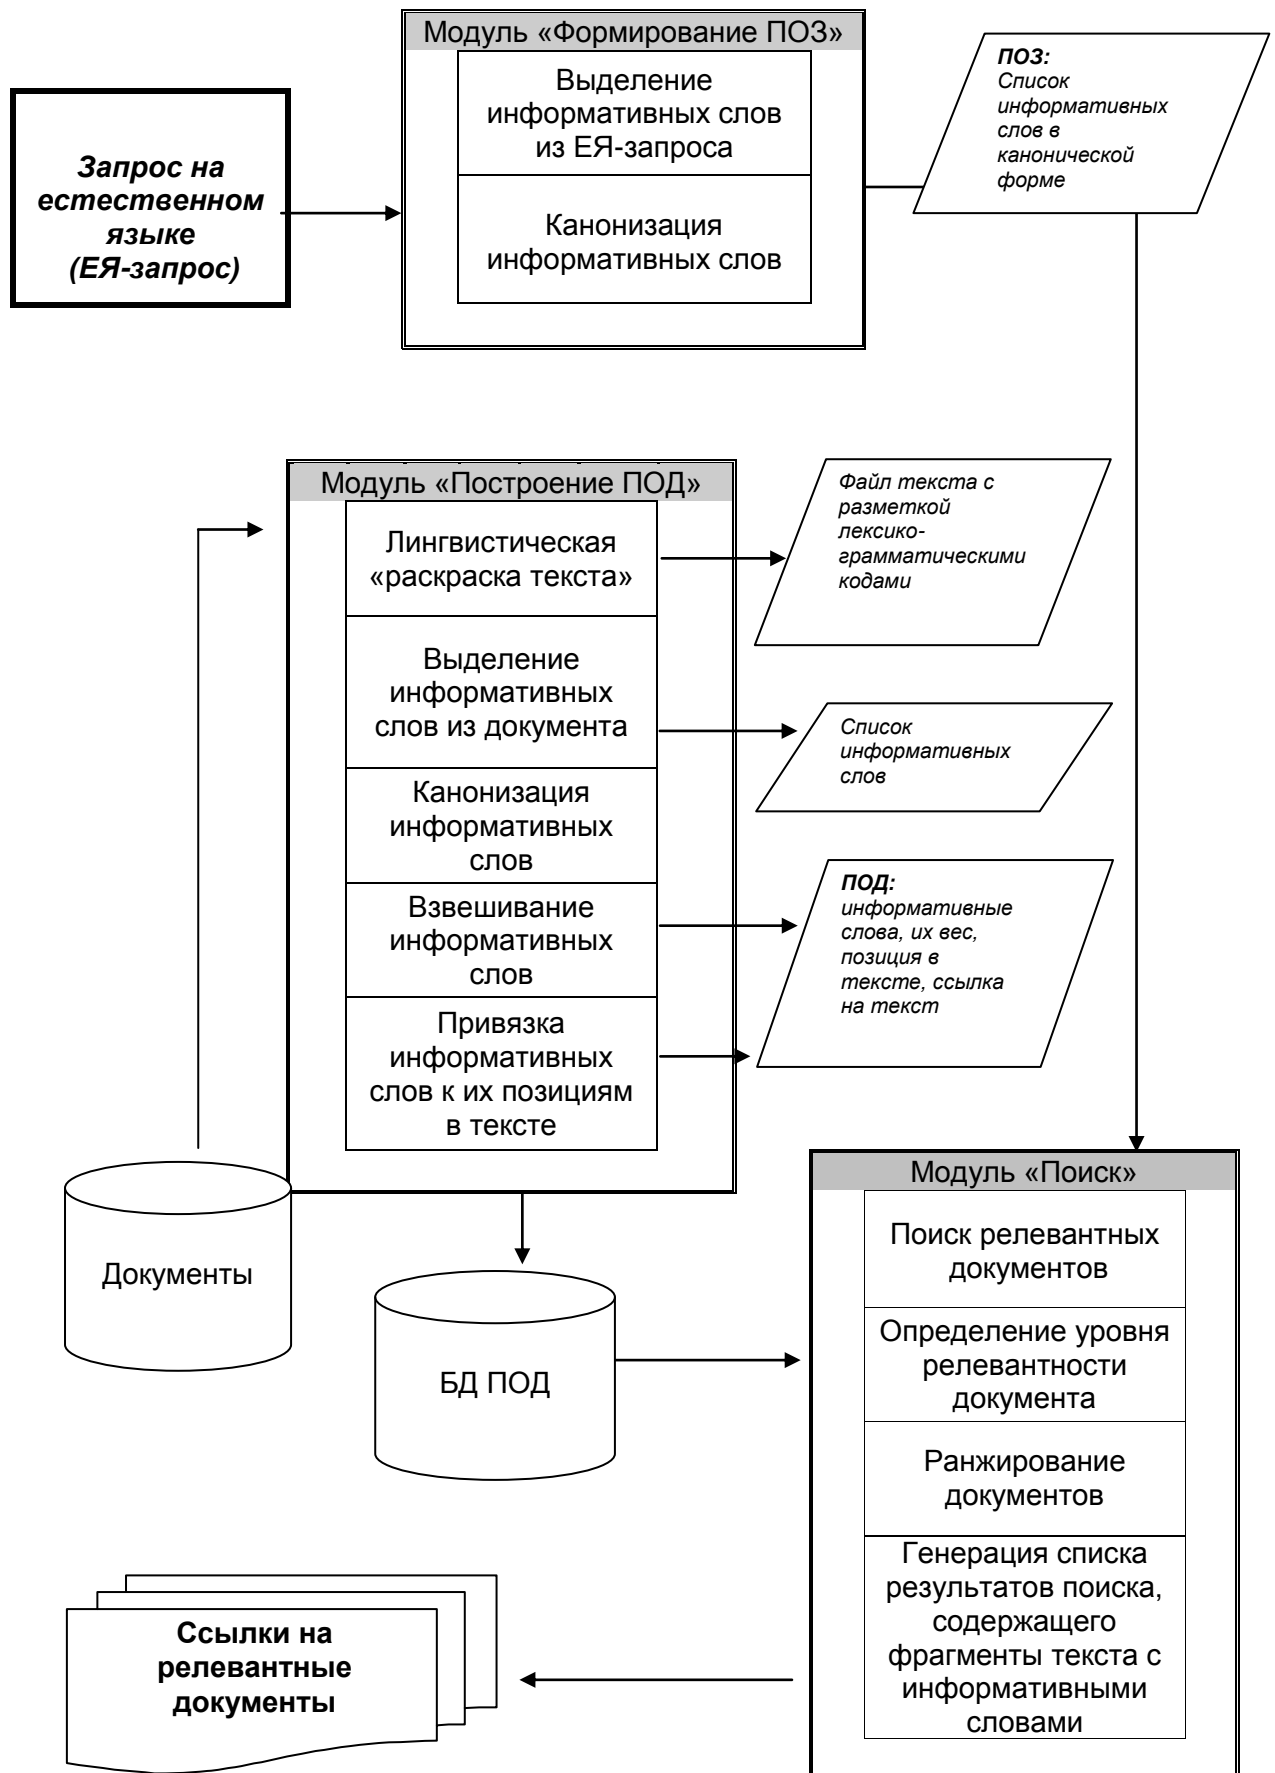 Модуль «Формирование ПОЗ»
Выделение
информативных слов
из ЕЯ-запроса
Канонизация
информативных слов
ПОЗ:
Список
информативных
слов в
канонической
форме
Запрос на
естественном
языке
(ЕЯ-запрос)
Модуль «Построение ПОД»
Лингвистическая
«раскраска текста»
Выделение
информативных
слов из документа
Канонизация
информативных
слов
Взвешивание
информативных
слов
Привязка
информативных
слов к их позициям
в тексте
Файл текста с
разметкой
лексико-
грамматическими
кодами
Список
информативных
слов
ПОД:
информативные
слова, их вес,
позиция в
тексте, ссылка
на текст
Документы
БД ПОД
Модуль «Поиск»
Поиск релевантных
документов
Определение уровня
релевантности
документа
Ранжирование
документов
Генерация списка
результатов поиска,
содержащего
фрагменты текста с
информативными
словами
Ссылки на
релевантные
документы